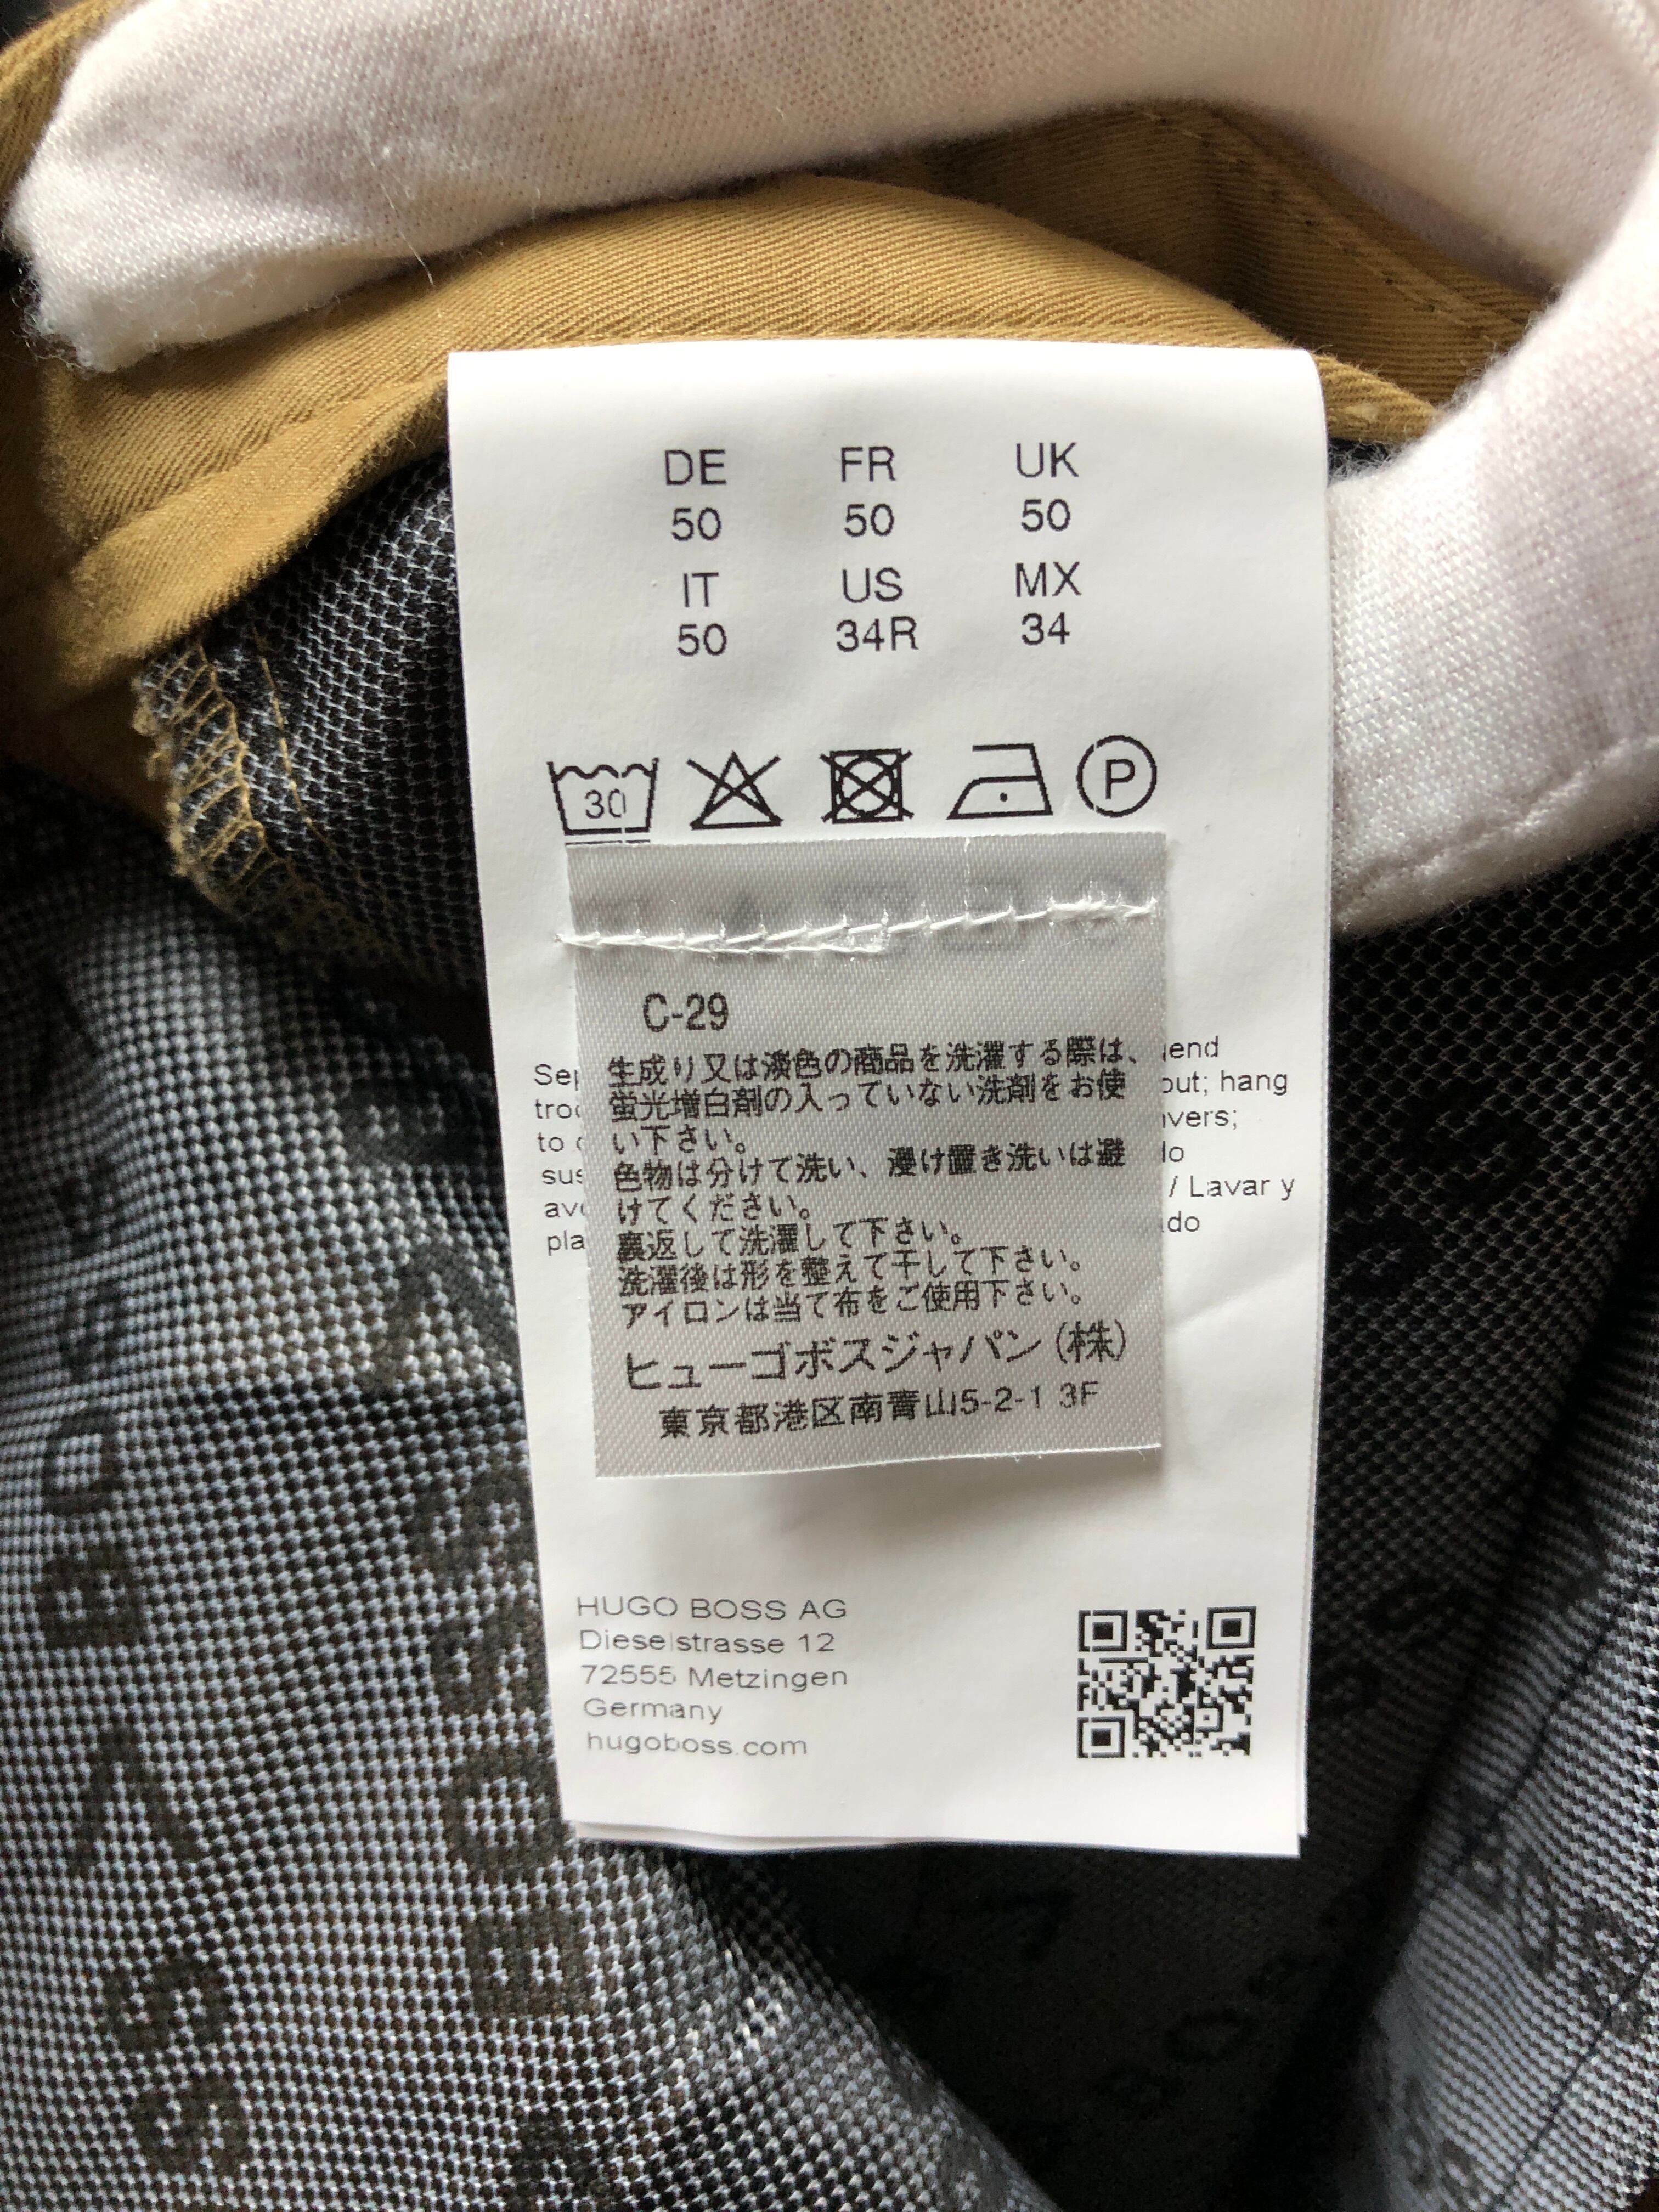 DE FR UK
50 50 50
IT US MX
50 34R 34
30 P
C-29
生成り又は淡色の商品を洗濯する際は、
蛍光増白剤の入っていない洗剤をお使
い下さい。
色物は分けて洗い、浸け置き洗いは避
けてください。
裏返して洗濯して下さい。
洗濯後は形を整えて干して下さい。
アイロンは当て布をご使用下さい。
ヒューゴボスジャパン(株)
東京都港区南青山5-2-1 3F
out; hang
to
/ Lavar y
HUGO BOSS AG
Dieselstrasse 12
72555 Metzingen
Germany
hugoboss.com